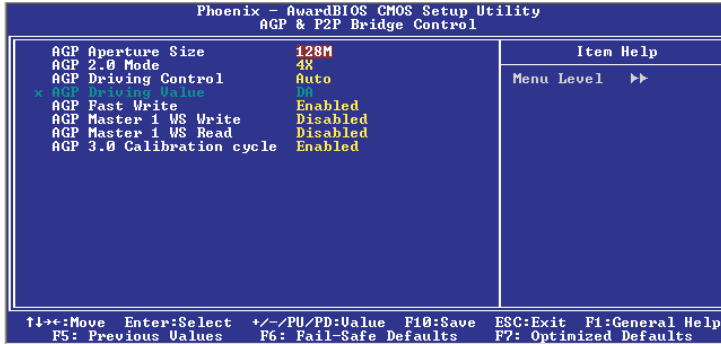 Phoenix - AwardBIOS CMOS Setup Utility
AGP & P2P Bridge Control
AGP Aperture Size 128M
AGP 2.0 Mode 4X
AGP Driving Control Auto
x AGP Driving Value DA
AGP Fast Write Enabled
AGP Master 1 WS Write Disabled
AGP Master 1 WS Read Disabled
AGP 3.0 Calibration cycle Enabled
Item Help
Menu Level ▶▶
↑↓→←:Move Enter:Select +/-/PU/PD:Value F10:Save ESC:Exit F1:General Help
F5: Previous Values F6: Fail-Safe Defaults F7: Optimized Defaults